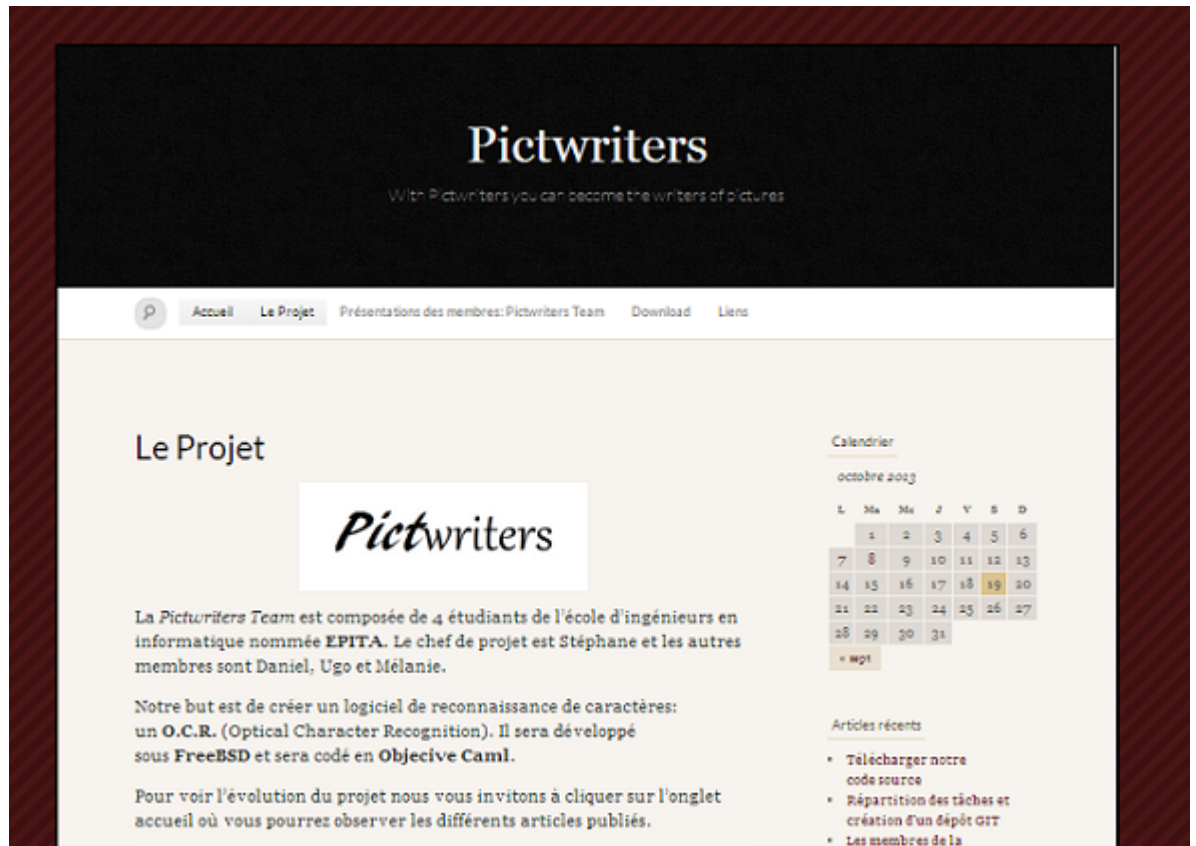 Pictwriters
With Pictwriters you can become the writers of pictures
Accueil Le Projet Présentations des membres: Pictwriters Team Download Liens
Le Projet
Pictwriters
La Pictwriters Team est composée de 4 étudiants de l'école d'ingénieurs en
informatique nommée EPITA. Le chef de projet est Stéphane et les autres
membres sont Daniel, Ugo et Mélanie.
Notre but est de créer un logiciel de reconnaissance de caractères:
un O.C.R. (Optical Character Recognition). Il sera développé
sous FreeBSD et sera codé en Objecive Caml.
Pour voir l'évolution du projet nous vous invitons à cliquer sur l'onglet
accueil où vous pourrez observer les différents articles publiés.
Calendrier
octobre 2013
L Ma Me J V S D
1 2 3 4 5 6
7 8 9 10 11 12 13
14 15 16 17 18 19 20
21 22 23 24 25 26 27
28 29 30 31
« sept
Articles récents
Télécharger notre
code source
Répartition des tâches et
création d'un dépôt GIT
Les membres de la